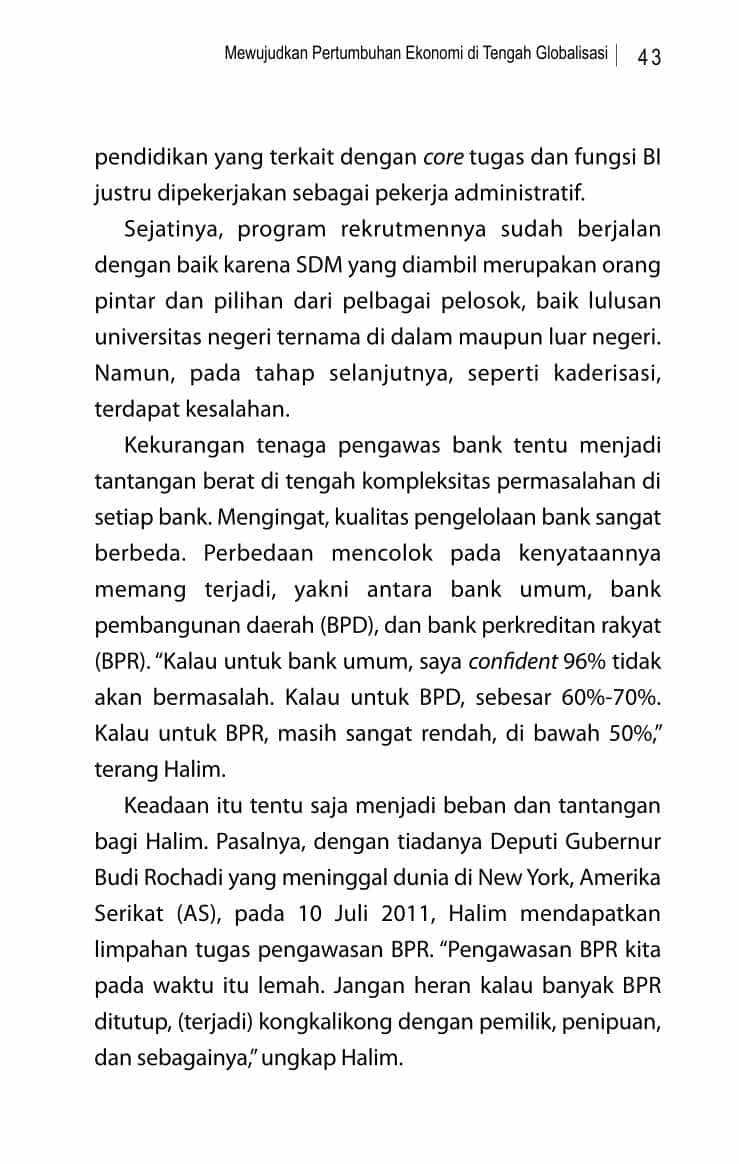 Mewujudkan Pertumbuhan Ekonomi di Tengah Globalisasi | 43
pendidikan yang terkait dengan core tugas dan fungsi BI
justru dipekerjakan sebagai pekerja administratif.
Sejatinya, program rekrutmennya sudah berjalan
dengan baik karena SDM yang diambil merupakan orang
pintar dan pilihan dari pelbagai pelosok, baik lulusan
universitas negeri ternama di dalam maupun luar negeri.
Namun, pada tahap selanjutnya, seperti kaderisasi,
terdapat kesalahan.
Kekurangan tenaga pengawas bank tentu menjadi
tantangan berat di tengah kompleksitas permasalahan di
setiap bank. Mengingat, kualitas pengelolaan bank sangat
berbeda. Perbedaan mencolok pada kenyataannya
memang terjadi, yakni antara bank umum, bank
pembangunan daerah (BPD), dan bank perkreditan rakyat
(BPR). “Kalau untuk bank umum, saya confident 96% tidak
akan bermasalah. Kalau untuk BPD, sebesar 60%-70%.
Kalau untuk BPR, masih sangat rendah, di bawah 50%,”
terang Halim.
Keadaan itu tentu saja menjadi beban dan tantangan
bagi Halim. Pasalnya, dengan tiadanya Deputi Gubernur
Budi Rochadi yang meninggal dunia di New York, Amerika
Serikat (AS), pada 10 Juli 2011, Halim mendapatkan
limpahan tugas pengawasan BPR. “Pengawasan BPR kita
pada waktu itu lemah. Jangan heran kalau banyak BPR
ditutup, (terjadi) kongkalikong dengan pemilik, penipuan,
dan sebagainya,” ungkap Halim.